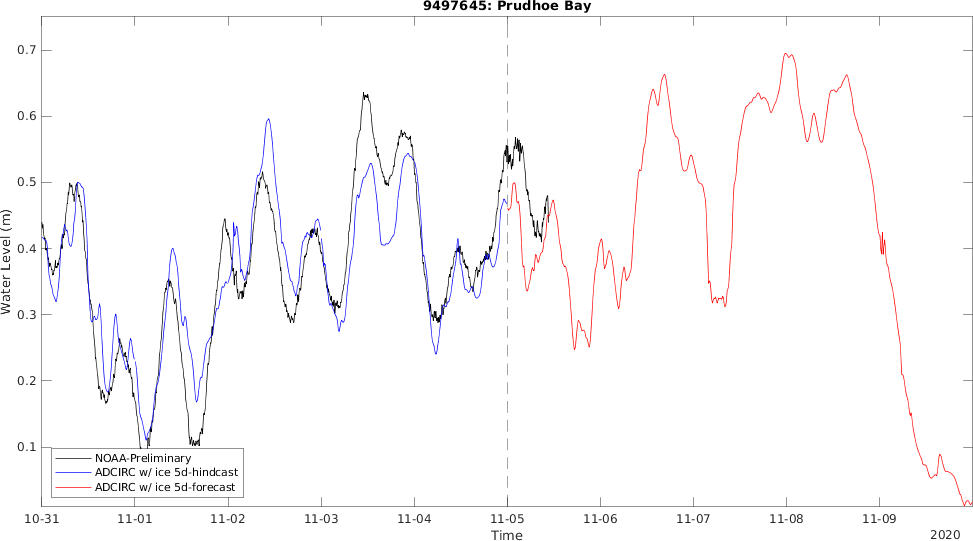 9497645: Prudhoe Bay
Water Level (m)
0.7
0.6
0.5
0.4
0.3
0.2
0.1
NOAA-Preliminary
ADCIRC w/ ice 5d-hindcast
ADCIRC w/ ice 5d-forecast
10-31 11-01 11-02 11-03 11-04 11-05 11-06 11-07 11-08 11-09
Time
2020